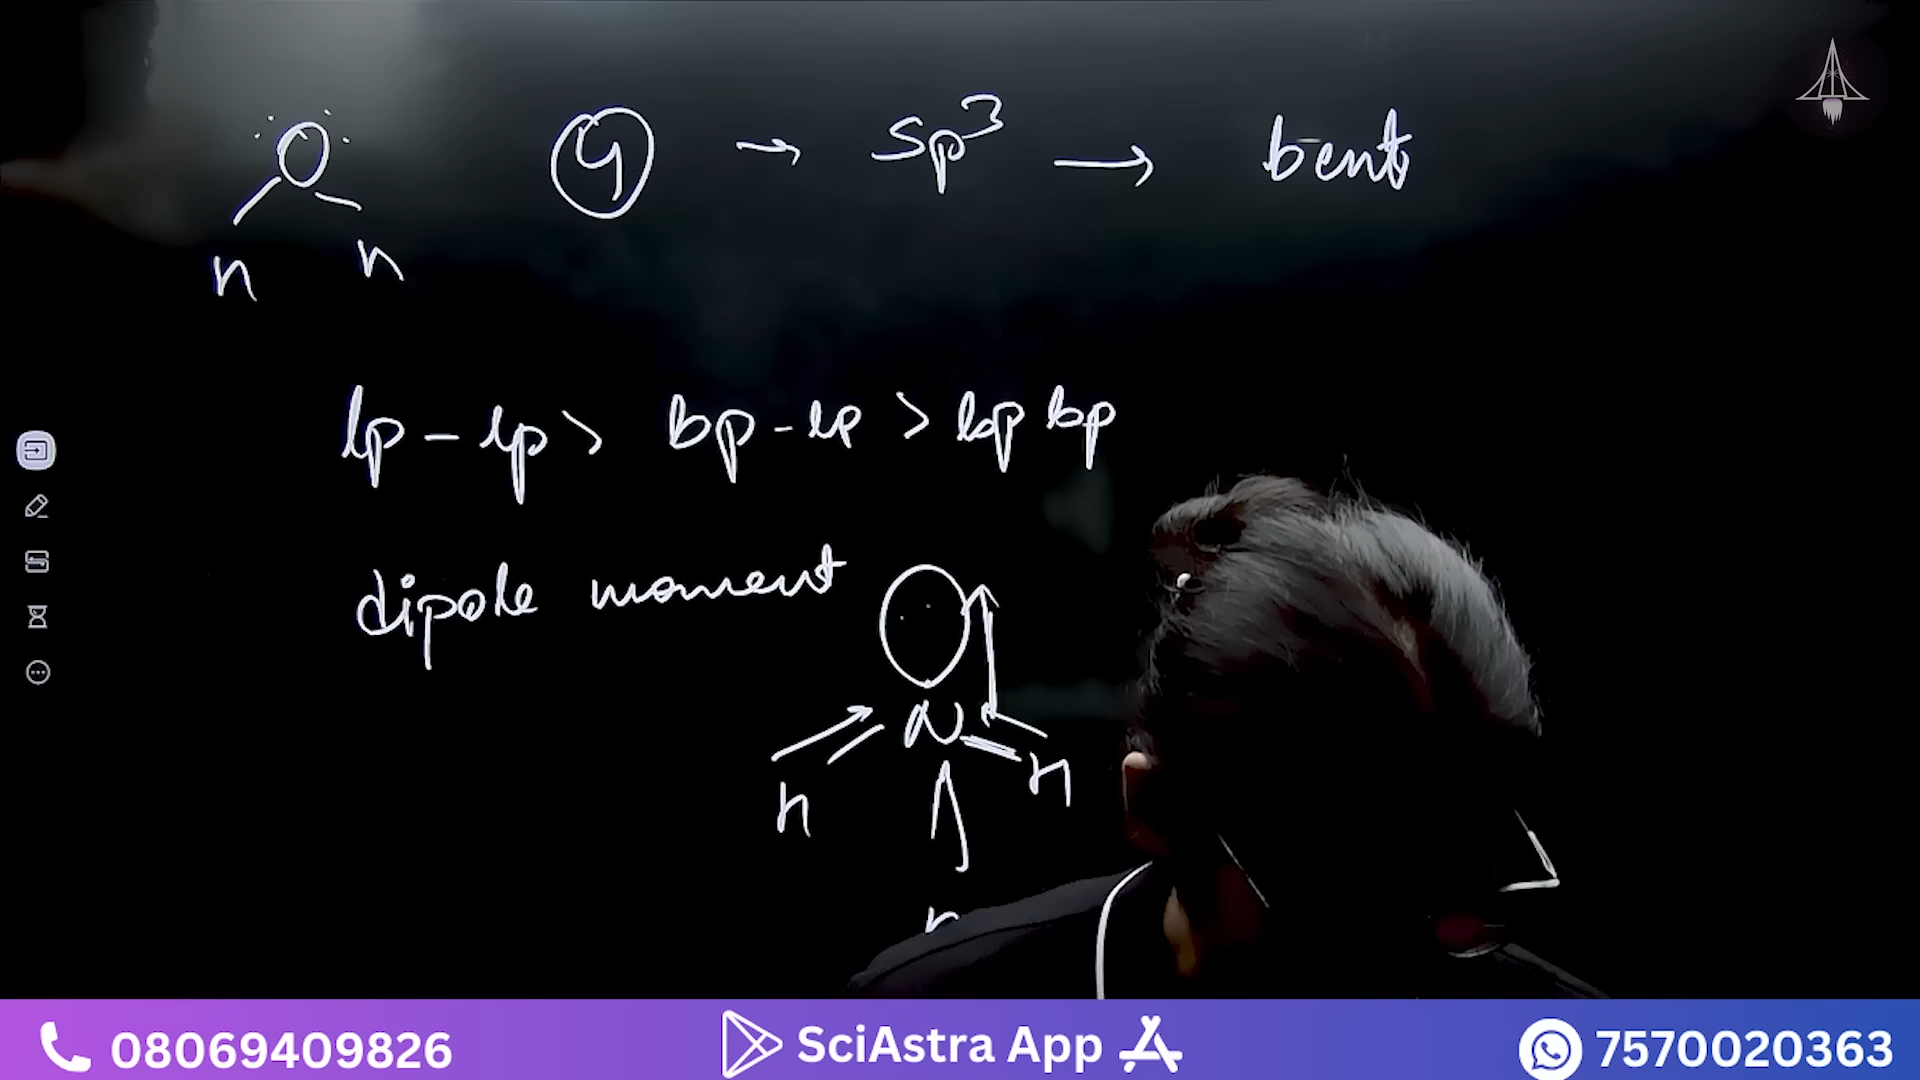 :O:
H H
4 → sp³ → bent
lp - lp > bp - lp > bp bp
dipole moment
N
H H
08069409826 SciAstra App 7570020363